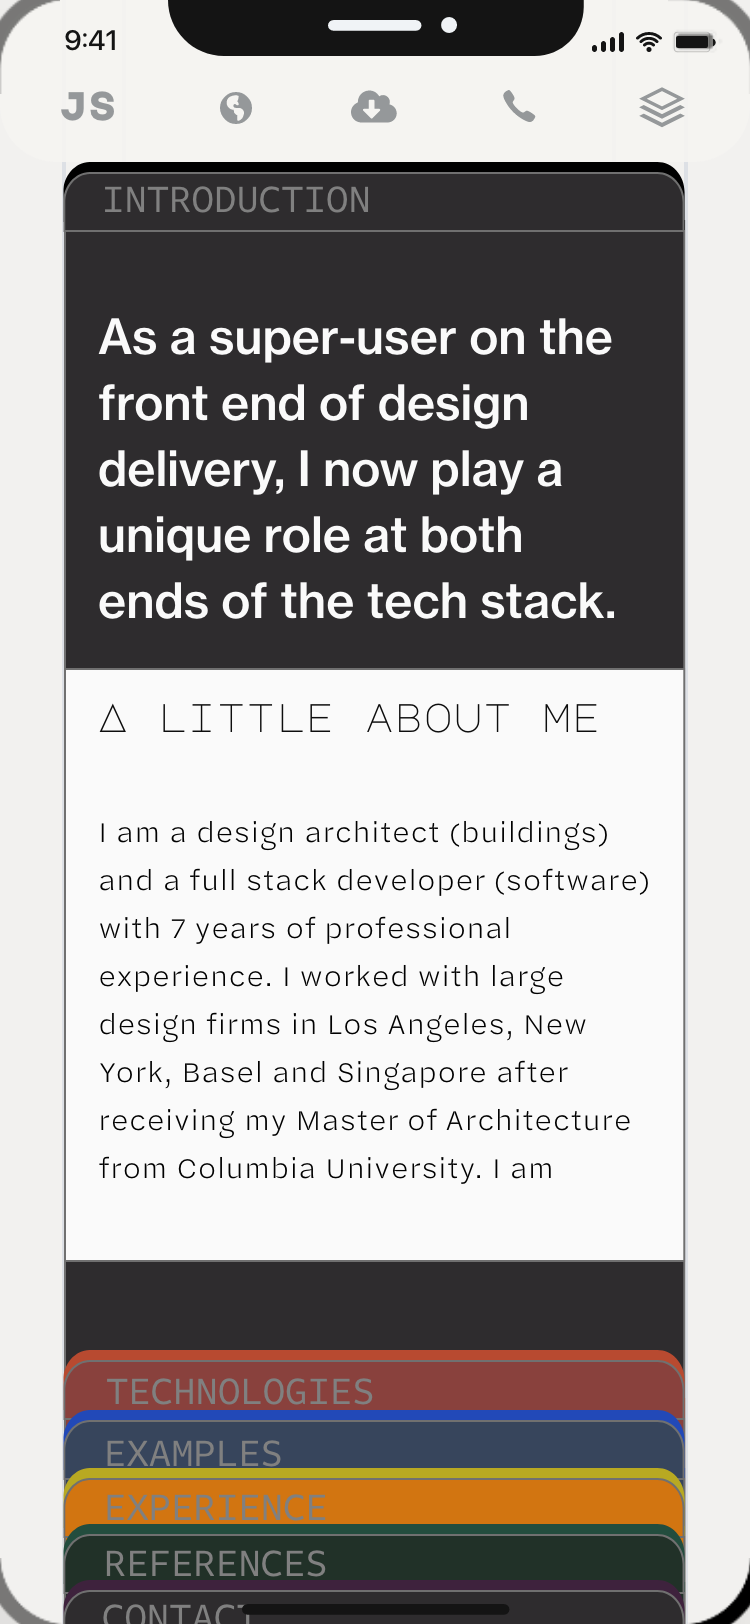 9:41
JS
INTRODUCTION
As a super-user on the
front end of design
delivery, I now play a
unique role at both
ends of the tech stack.
Δ LITTLE ABOUT ME
I am a design architect (buildings)
and a full stack developer (software)
with 7 years of professional
experience. I worked with large
design firms in Los Angeles, New
York, Basel and Singapore after
receiving my Master of Architecture
from Columbia University. I am
TECHNOLOGIES
EXAMPLES
EXPERIENCE
REFERENCES
CONTACT